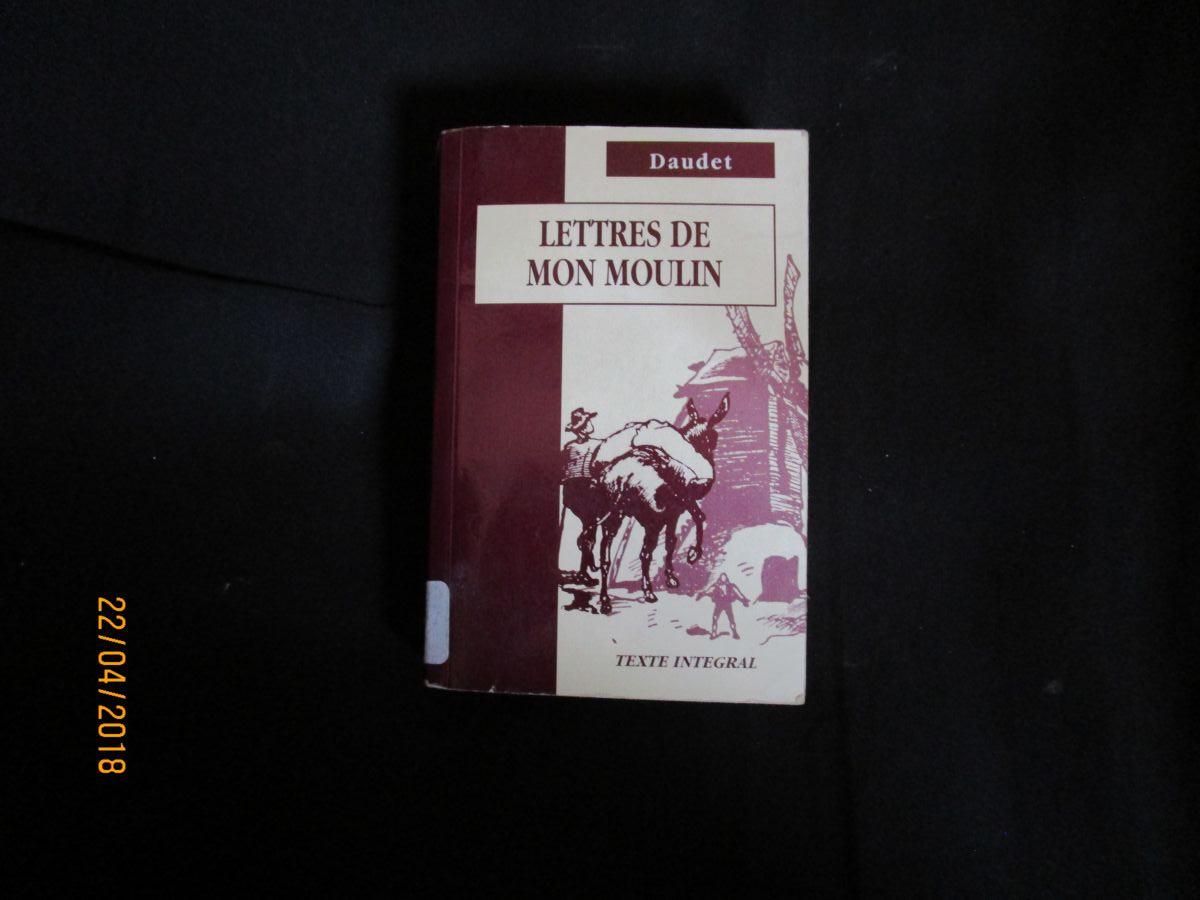 Daudet
LETTRES DE
MON MOULIN
TEXTE INTEGRAL
22/04/2018